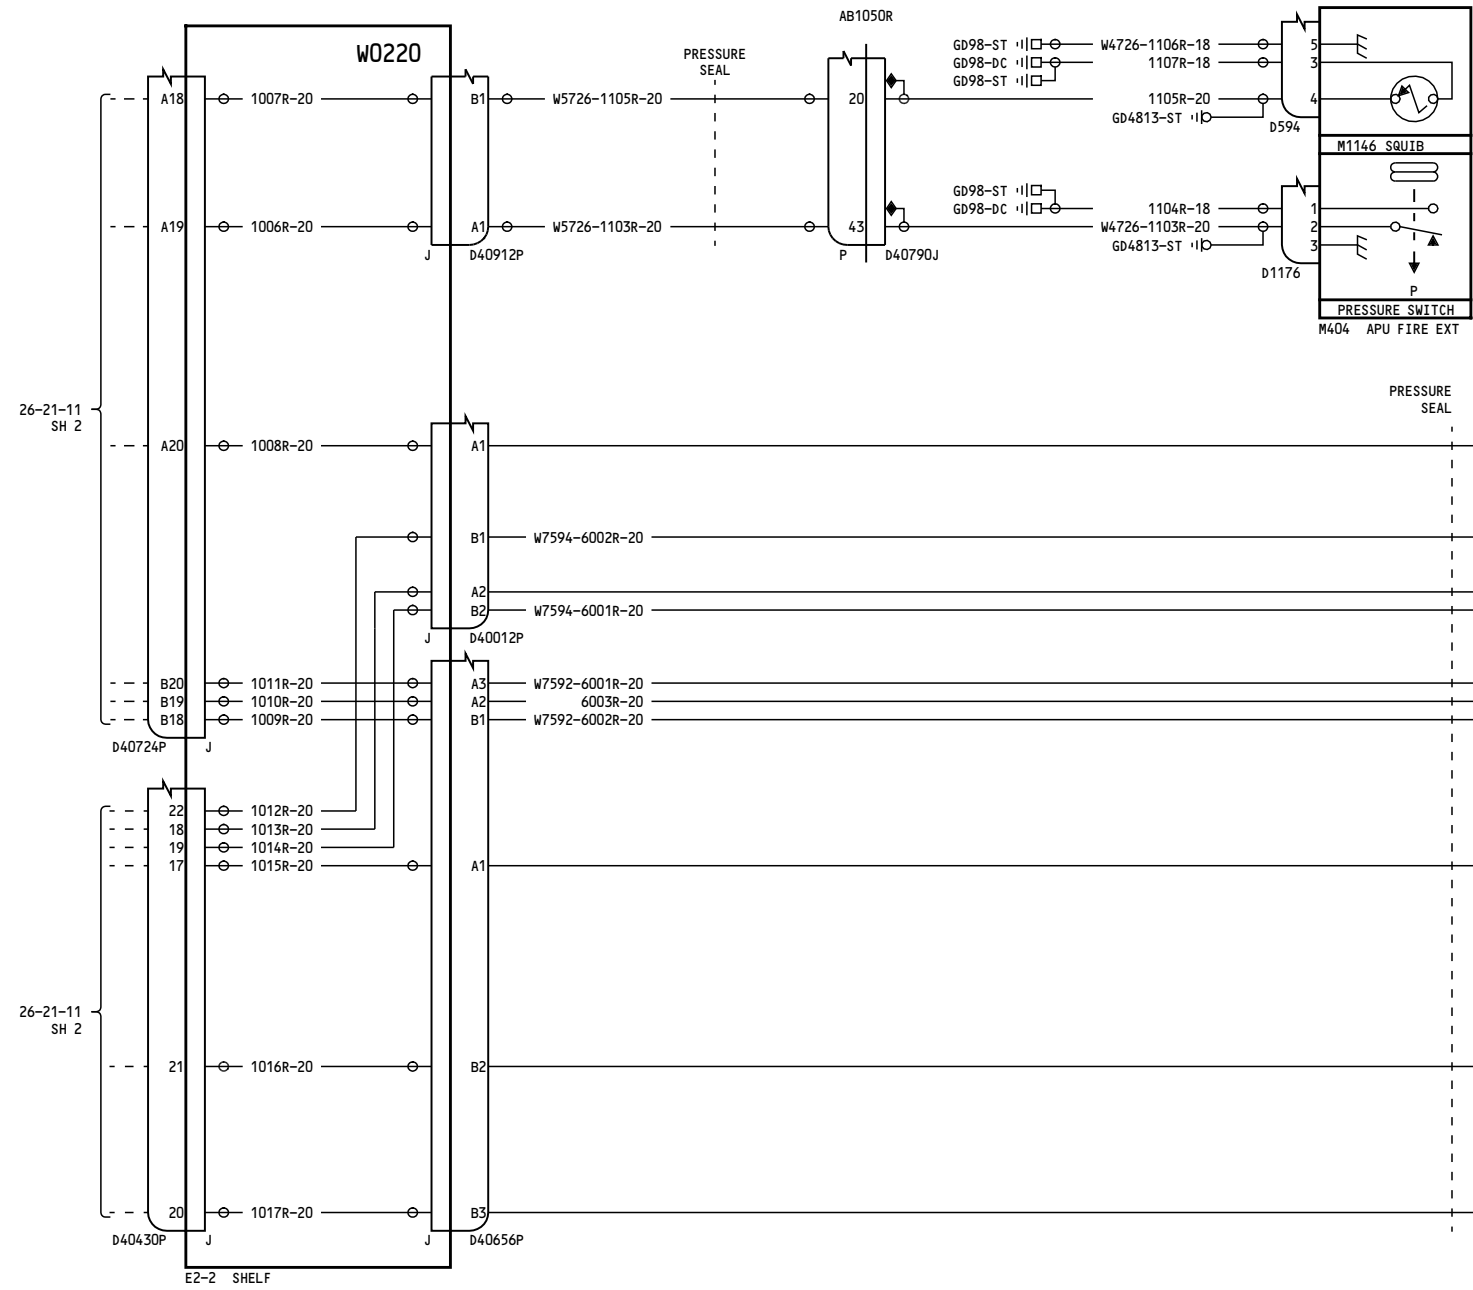 AB1050R
W0220
PRESSURE
SEAL
GD98-ST
W4726-1106R-18
5
GD98-DC
1107R-18
3
GD98-ST
A18
1007R-20
B1
W5726-1105R-20
20
1105R-20
4
GD4813-ST
D594
M1146 SQUIB
GD98-ST
GD98-DC
1104R-18
1
A19
1006R-20
A1
W5726-1103R-20
43
W4726-1103R-20
2
GD4813-ST
3
J
D40912P
P
D40790J
D1176
P
PRESSURE SWITCH
M404 APU FIRE EXT
PRESSURE
SEAL
26-21-11
SH 2
A20
1008R-20
A1
B1
W7594-6002R-20
A2
B2
W7594-6001R-20
J
D40012P
B20
1011R-20
A3
W7592-6001R-20
B19
1010R-20
A2
6003R-20
B18
1009R-20
B1
W7592-6002R-20
D40724P
J
22
1012R-20
18
1013R-20
19
1014R-20
17
1015R-20
A1
26-21-11
SH 2
21
1016R-20
B2
20
1017R-20
B3
D40430P
J
J
D40656P
E2-2 SHELF